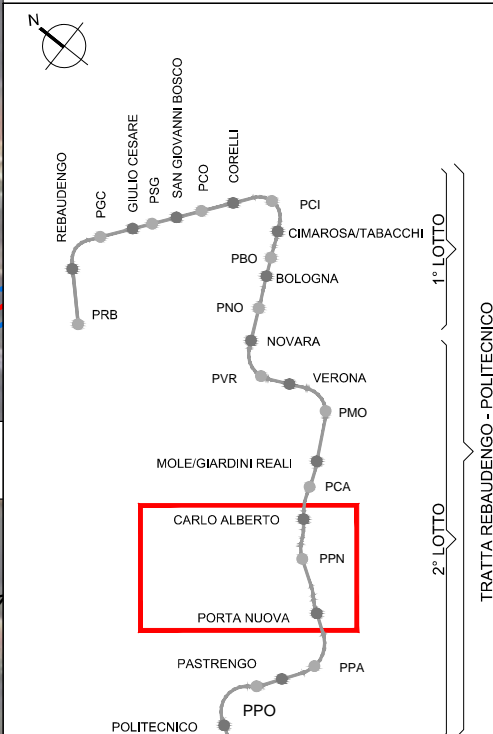 N
REBAUDENGO
PGC
GIULIO CESARE
PSG
SAN GIOVANNI BOSCO
PCO
CORELLI
PCI
CIMAROSA/TABACCHI
PBO
BOLOGNA
PNO
PRB
NOVARA
PVR
VERONA
PMO
MOLE/GIARDINI REALI
PCA
CARLO ALBERTO
PPN
PORTA NUOVA
PASTRENGO
PPA
PPO
POLITECNICO
1° LOTTO
2° LOTTO
TRATTA REBAUDENGO - POLITECNICO